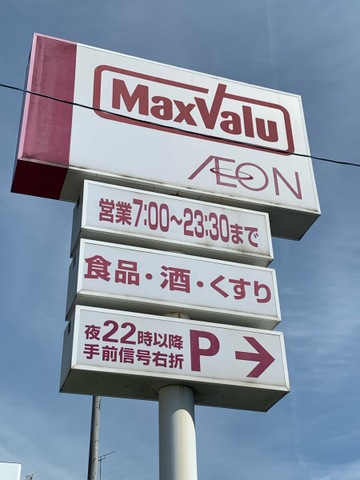 MaxValu
ÆON
営業7:00〜23:30まで
食品・酒・くすり
夜22時以降
手前信号右折 P →